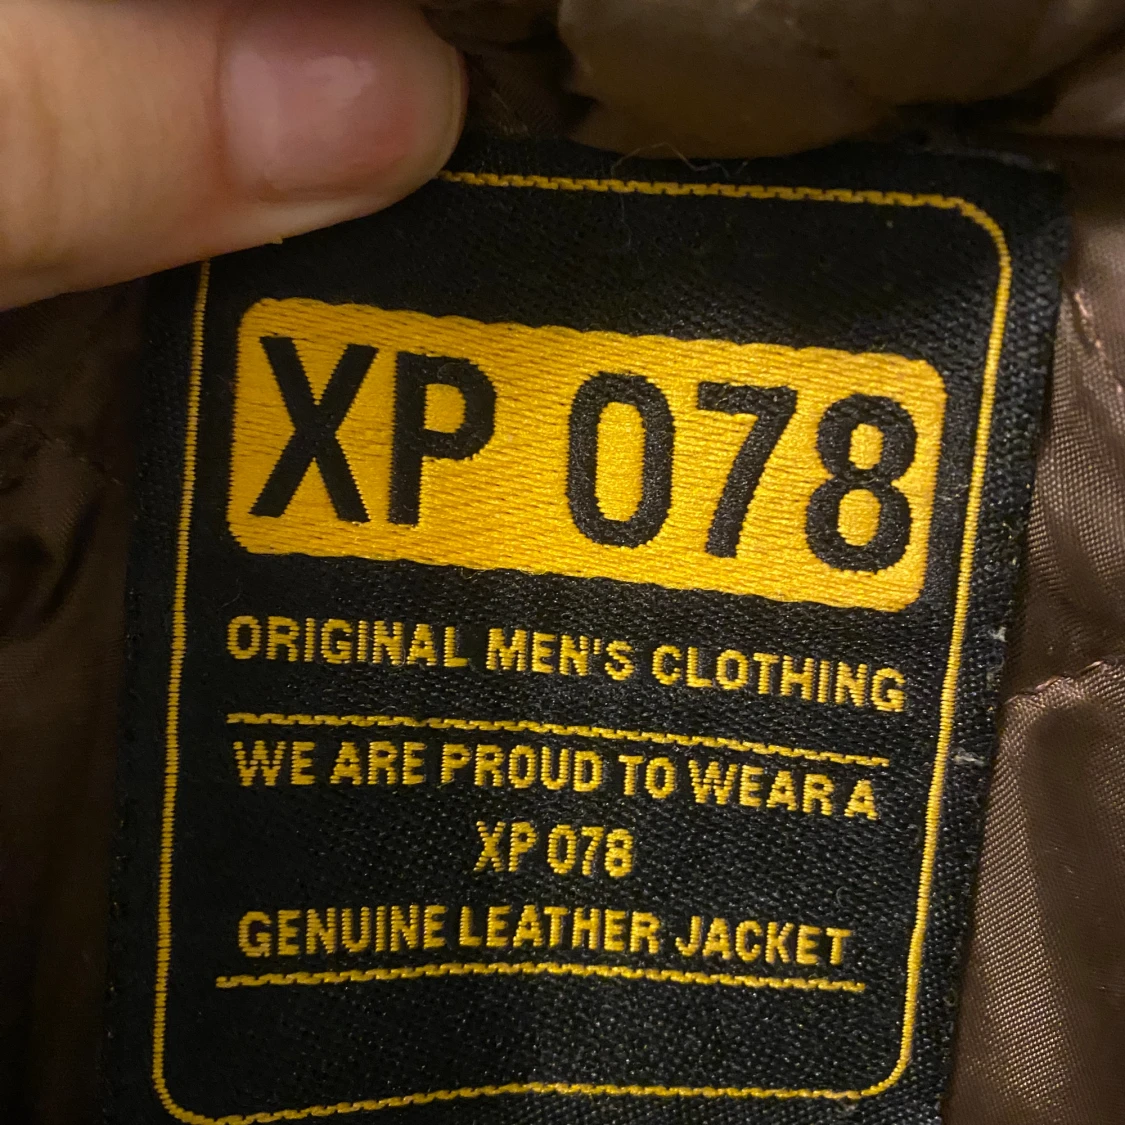 XP 078
ORIGINAL MEN'S CLOTHING
WE ARE PROUD TO WEAR A
XP 078
GENUINE LEATHER JACKET